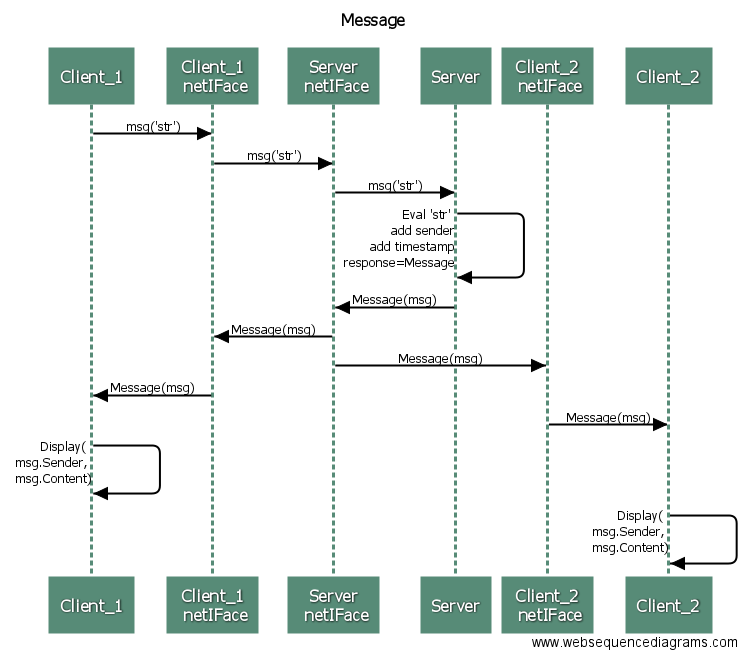 Message
Client_1
Client_1
netIFace
Server
netIFace
Server
Client_2
netIFace
Client_2
msg('str')
msg('str')
msg('str')
Eval 'str'
add sender
add timestamp
response=Message
Message(msg)
Message(msg)
Message(msg)
Message(msg)
Message(msg)
Display(
msg.Sender,
msg.Content)
Display(
msg.Sender,
msg.Content)
Client_1
Client_1
netIFace
Server
netIFace
Server
Client_2
netIFace
Client_2
www.websequencediagrams.com